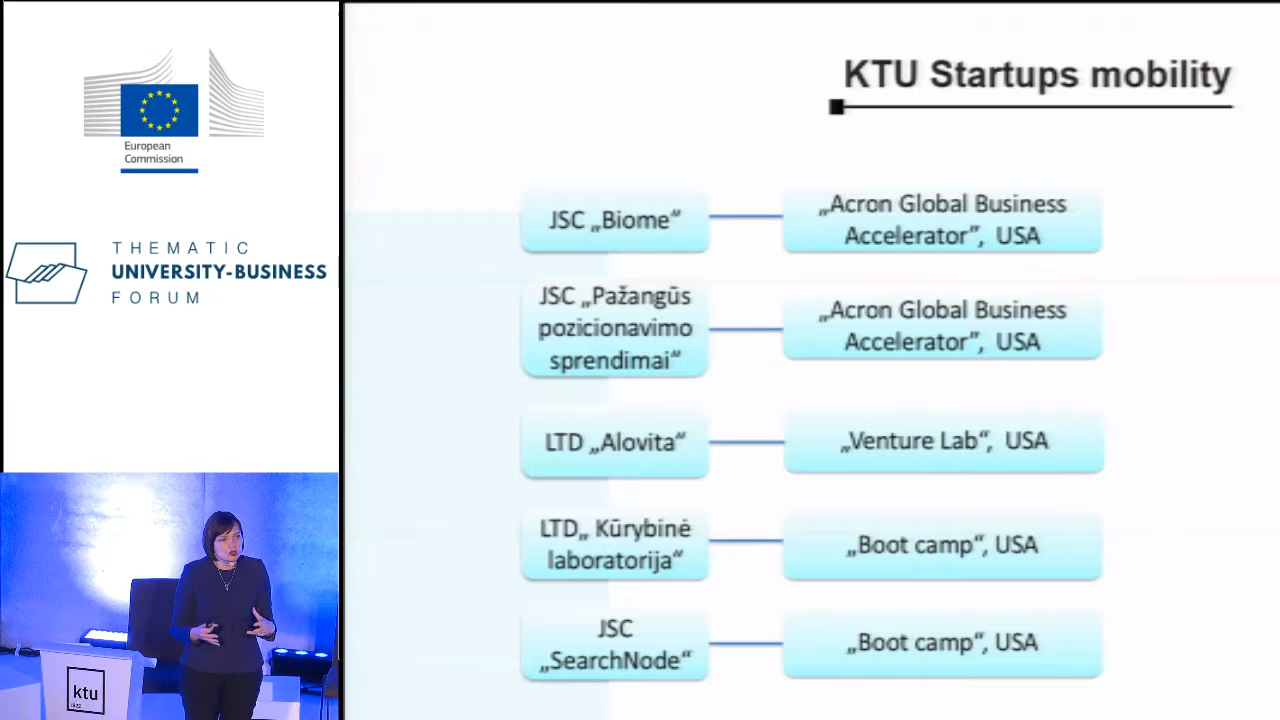 European
Commission
THEMATIC
UNIVERSITY-BUSINESS
FORUM
ktu
1922
KTU Startups mobility
JSC „Biome“
„Acron Global Business
Accelerator”, USA
JSC „Pažangūs
pozicionavimo
sprendimai“
„Acron Global Business
Accelerator”, USA
LTD „Alovita“
„Venture Lab“, USA
LTD„ Kūrybinė
laboratorija“
„Boot camp“, USA
JSC
„SearchNode“
„Boot camp“, USA